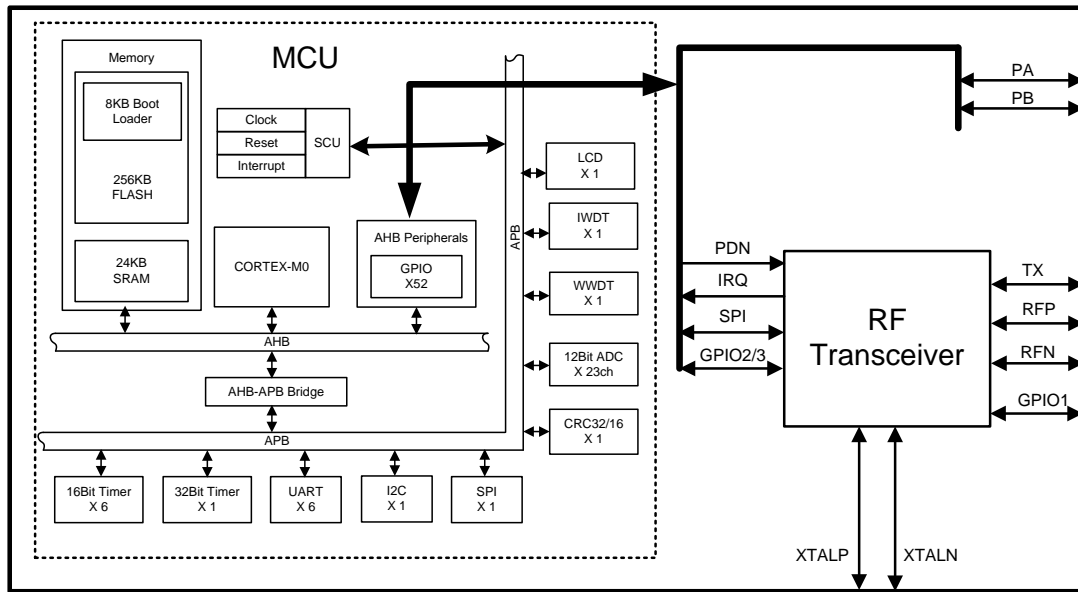 MCU
Memory
8KB Boot
Loader
256KB
FLASH
24KB
SRAM
Clock
Reset
Interrupt
SCU
CORTEX-M0
AHB Peripherals
GPIO
X52
AHB
AHB-APB Bridge
APB
16Bit Timer
X 6
32Bit Timer
X 1
UART
X 6
I2C
X 1
SPI
X 1
APB
LCD
X 1
IWDT
X 1
WWDT
X 1
12Bit ADC
X 23ch
CRC32/16
X 1
PA
PB
PDN
IRQ
SPI
GPIO2/3
RF
Transceiver
TX
RFP
RFN
GPIO1
XTALP
XTALN